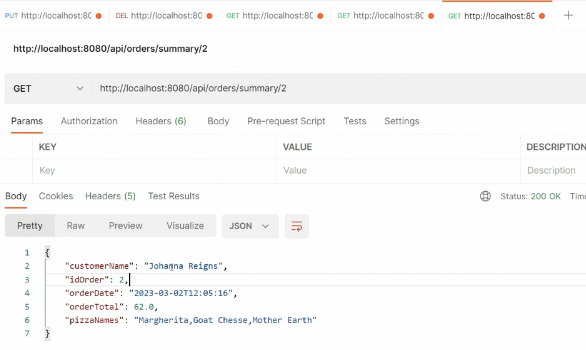 PUT http://localhost:80 DEL http://localhost:80 GET http://localhost:80 GET http://localhost:80 GET http://localhost:80 +
http://localhost:8080/api/orders/summary/2
GET http://localhost:8080/api/orders/summary/2
Params Authorization Headers (6) Body Pre-request Script Tests Settings
KEY VALUE DESCRIPTION
Key Value Description
Body Cookies Headers (5) Test Results Status: 200 OK
Pretty Raw Preview Visualize JSON
1 {
2 "customerName": "Johanna Reigns",
3 "idOrder": 2,
4 "orderDate": "2023-03-02T12:05:16",
5 "orderTotal": 62.0,
6 "pizzaNames": "Margherita,Goat Chesse,Mother Earth"
7 }